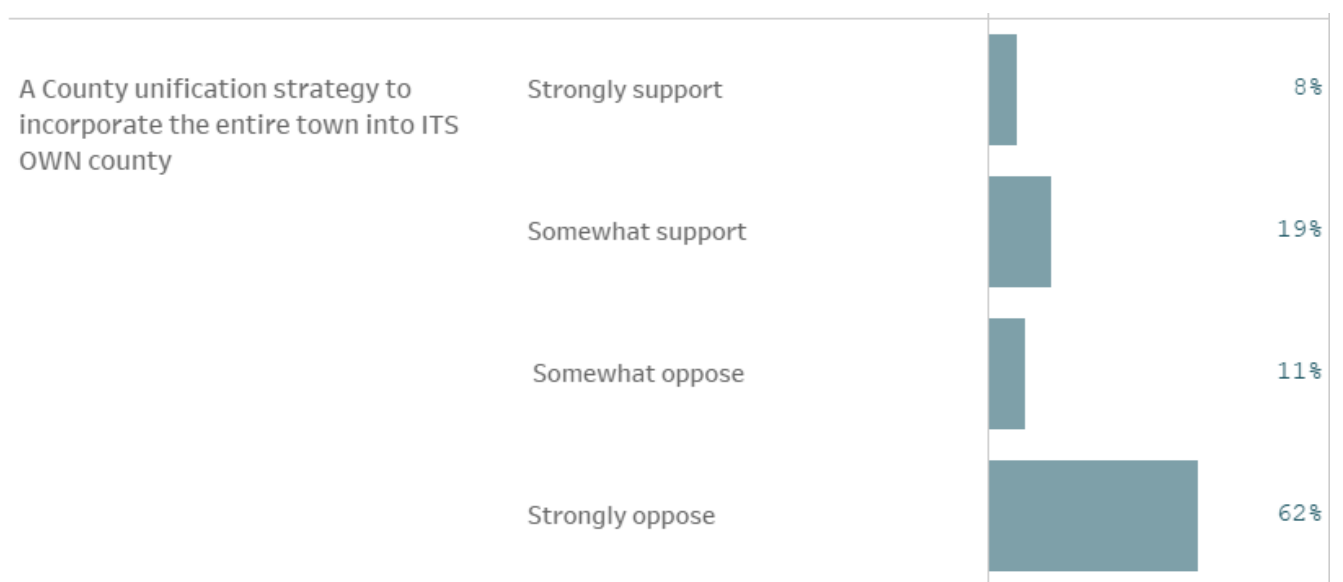 A County unification strategy to
incorporate the entire town into ITS
OWN county
Strongly support
8%
Somewhat support
19%
Somewhat oppose
11%
Strongly oppose
62%